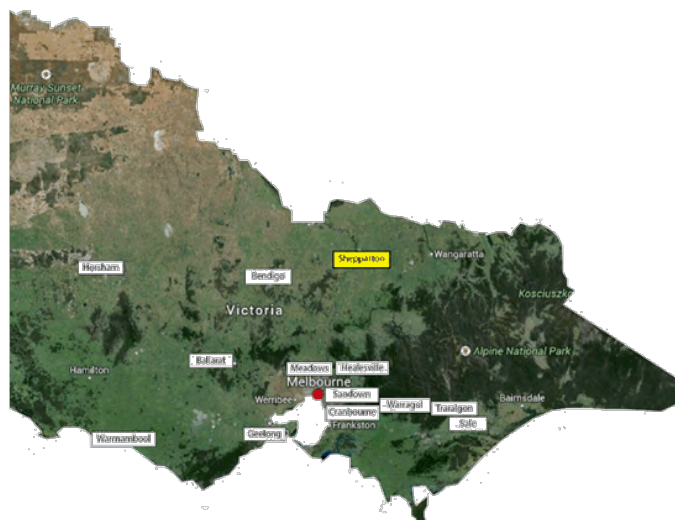 Murray Sunset
National Park
Shepparton
Wangaratta
Horsham
Bendigo
Kosciuszko
Victoria
Alpine National Park
Ballarat
Hamilton
Meadows
Healesville
Melbourne
Werribee
Sandown
Cranbourne
Warragul
Traralgon
Bairnsdale
Sale
Frankston
Geelong
Warrnambool